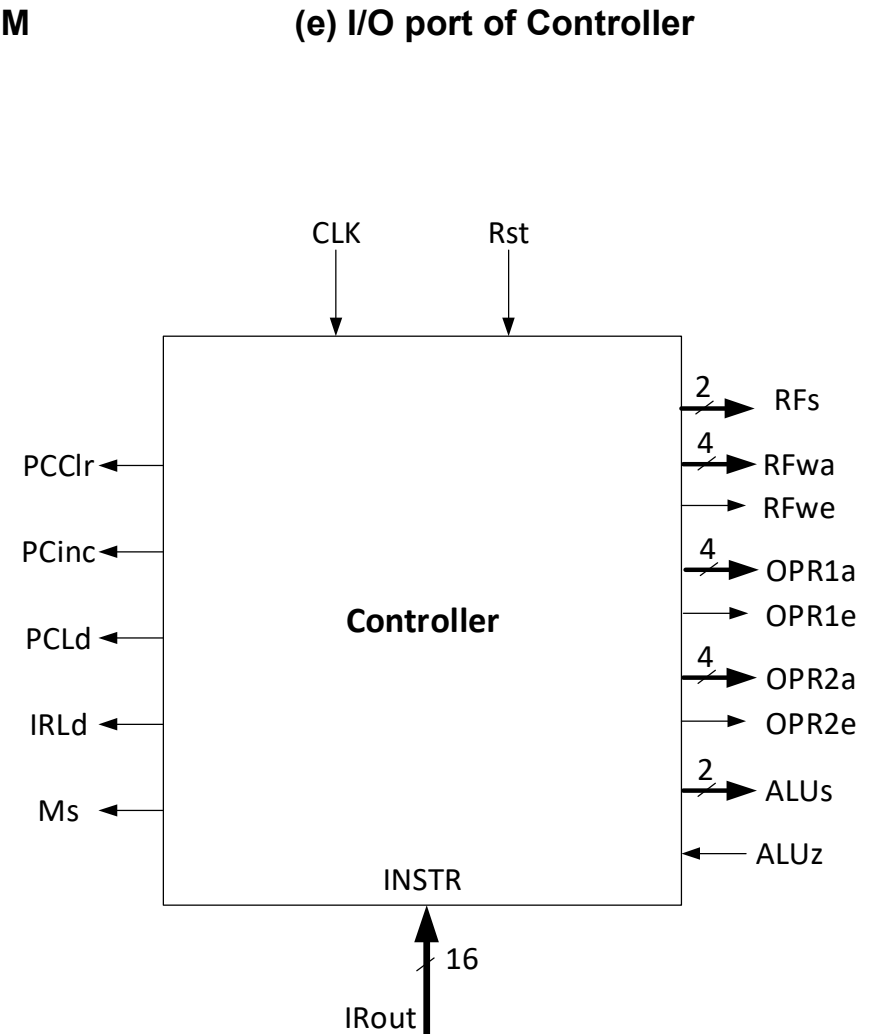 M (e) I/O port of Controller
CLK Rst
2 RFs
4 RFwa
PCClr
RFwe
PCinc
4 OPR1a
Controller
OPR1e
PCLd
4 OPR2a
IRLd
OPR2e
2 ALUs
Ms
ALUz
INSTR
16
IRout